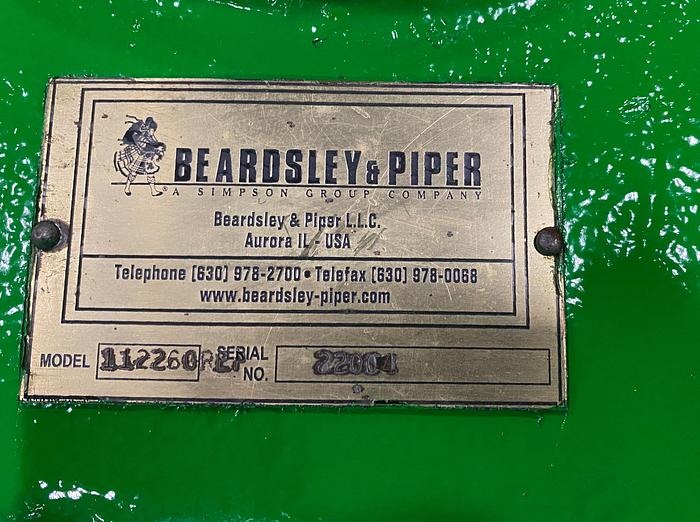 BEARDSLEY & PIPER
® A SIMPSON GROUP COMPANY
Beardsley & Piper L.L.C.
Aurora IL - USA
Telephone (630) 978-2700 • Telefax (630) 978-0068
www.beardsley-piper.com
MODEL SERIAL NO.